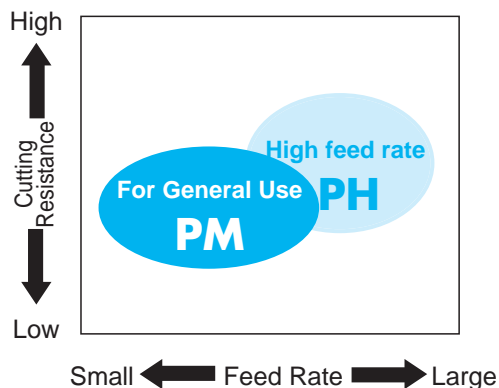 High
Cutting
Resistance
Low
High feed rate
PH
For General Use
PM
Small
Feed Rate
Large